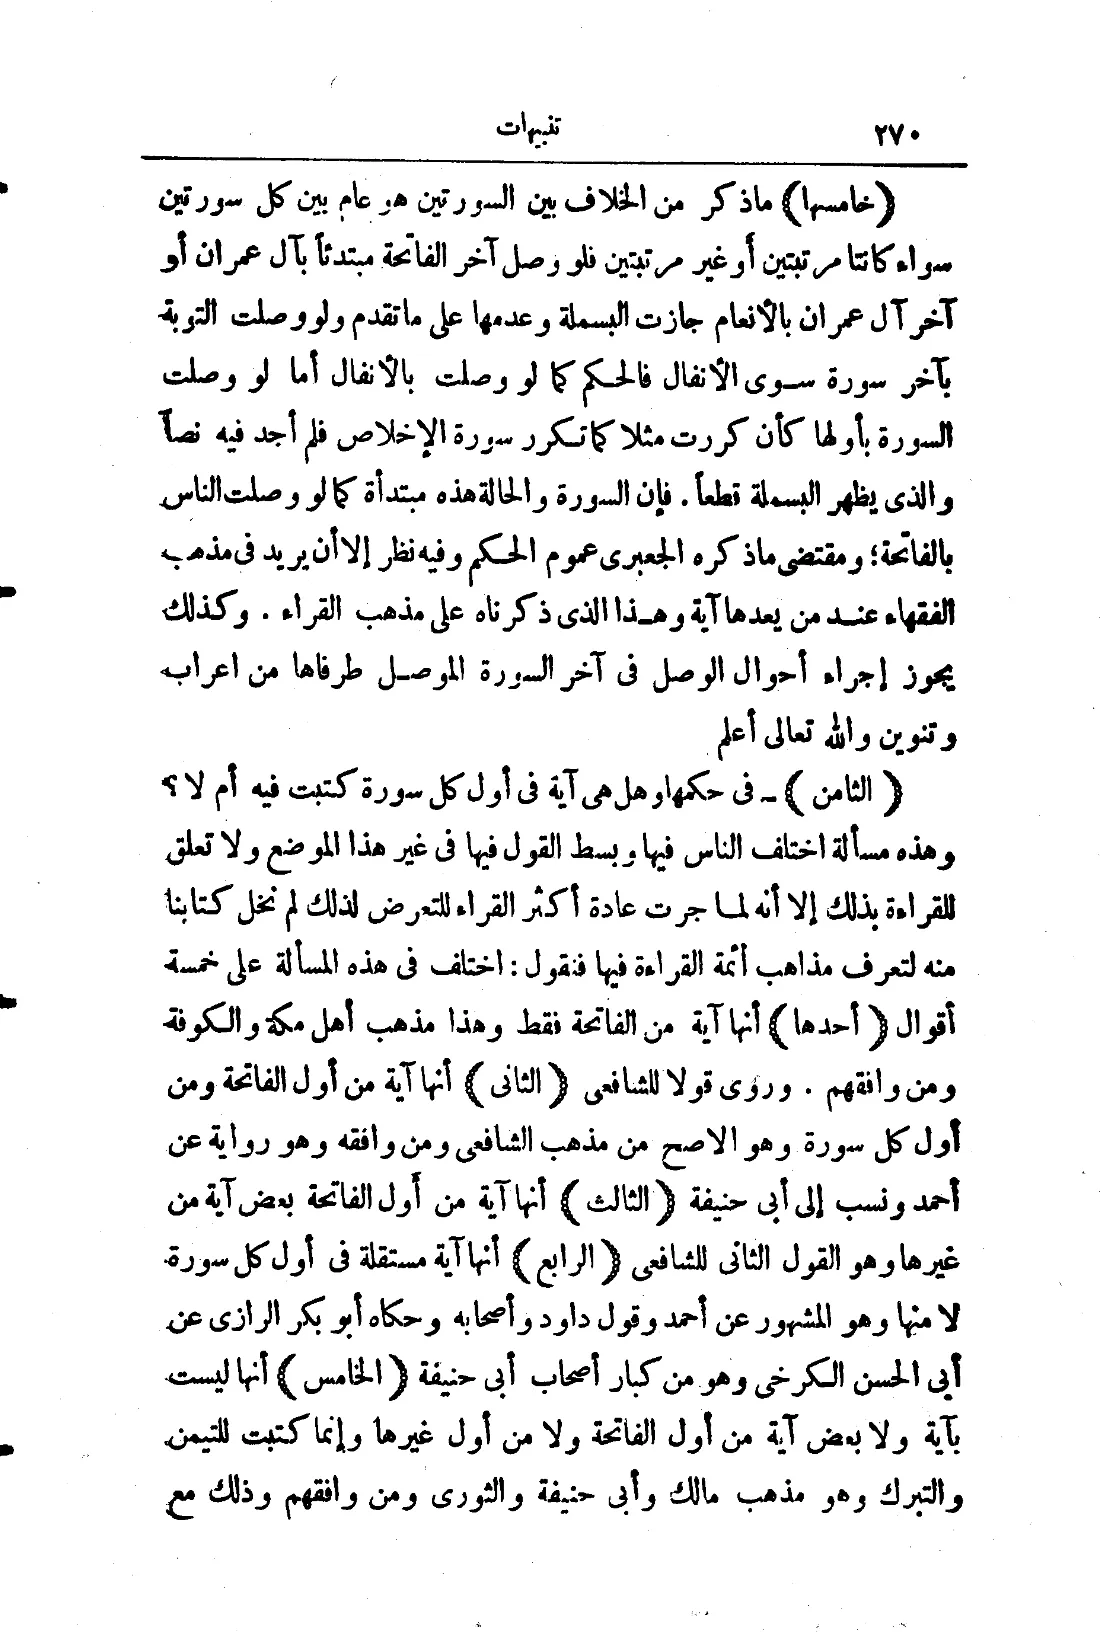 ٢٧٠
تنبيهات
(خامسها) ماذكر من الخلاف بين السورتين هو عام بين كل سورتين
سواء كانتا مرتبتين أو غير مرتبتين فلو وصل آخر الفاتحة مبتدئاً بآل عمران أو
آخر آل عمران بالأنعام جازت البسملة وعدمها على ماتقدم ولو وصلت التوبة
بآخر سورة سوى الأنفال فالحكم كما لو وصلت بالأنفال أما لو وصلت
السورة بأولها كأن كررت مثلا كما تكرر سورة الإخلاص فلم أجد فيه نصاً
والذى يظهر البسملة قطعاً. فإن السورة والحالة هذه مبتدأة كما لو وصلت الناس
بالفاتحة؛ ومقتضى ماذكره الجعبرى عموم الحكم وفيه نظر إلا أن يريد فى مذهب
الفقهاء عند من يعدها آية وهذا الذى ذكرناه على مذهب القراء . وكذلك
يجوز إجراء أحوال الوصل فى آخر السورة الموصل طرفاها من اعراب
وتنوين والله تعالى أعلم
(الثامن) ـ فى حكمها وهل هى آية فى أول كل سورة كتبت فيه أم لا؟
وهذه مسألة اختلف الناس فيها وبسط القول فيها فى غير هذا الموضع ولا تعلق
للقراءة بذلك إلا أنه لما جرت عادة أكثر القراء للتعرض لذلك لم نخل كتابنا
منه لتعرف مذاهب أئمة القراءة فيها فنقول: اختلف فى هذه المسألة على خمسة
أقوال (أحدها) أنها آية من الفاتحة فقط وهذا مذهب أهل مكة والكوفة
ومن وافقهم . وروى قولا للشافعى (الثانى) أنها آية من أول الفاتحة ومن
أول كل سورة وهو الاصح من مذهب الشافعى ومن وافقه وهو رواية عن
أحمد ونسب إلى أبى حنيفة (الثالث) أنها آية من أول الفاتحة بعض آية من
غيرها وهو القول الثانى للشافعى (الرابع) أنها آية مستقلة فى أول كل سورة
لا منها وهو المشهور عن أحمد وقول داود وأصحابه وحكاه أبو بكر الرازى عن
أبى الحسن الكرخى وهو من كبار أصحاب أبى حنيفة (الخامس) أنها ليست
بآية ولا بعض آية من أول الفاتحة ولا من أول غيرها وإنما كتبت للتيمن
والتبرك وهو مذهب مالك وأبى حنيفة والثورى ومن وافقهم وذلك مع